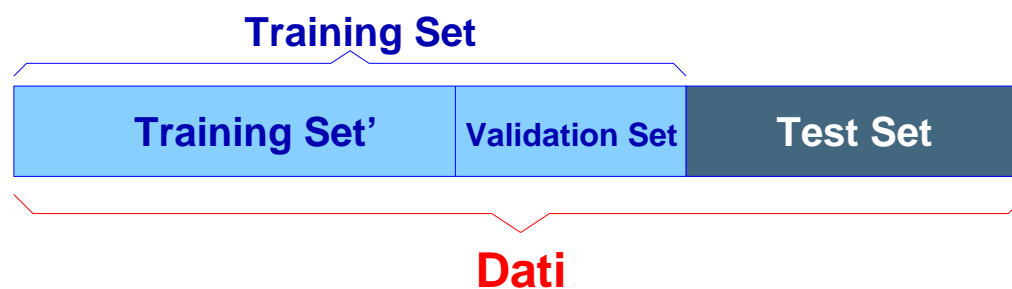 Training Set
Training Set’ Validation Set Test Set
Dati